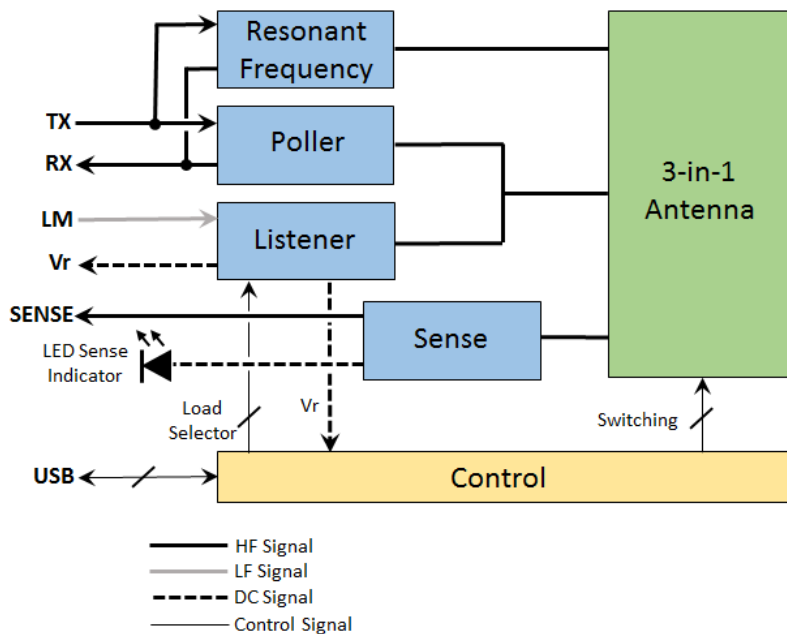 Resonant
Frequency
TX
Poller
RX
3-in-1
Antenna
LM
Listener
Vr
SENSE
Sense
LED Sense
Indicator
Load
Selector
Vr
Switching
USB
Control
HF Signal
LF Signal
DC Signal
Control Signal